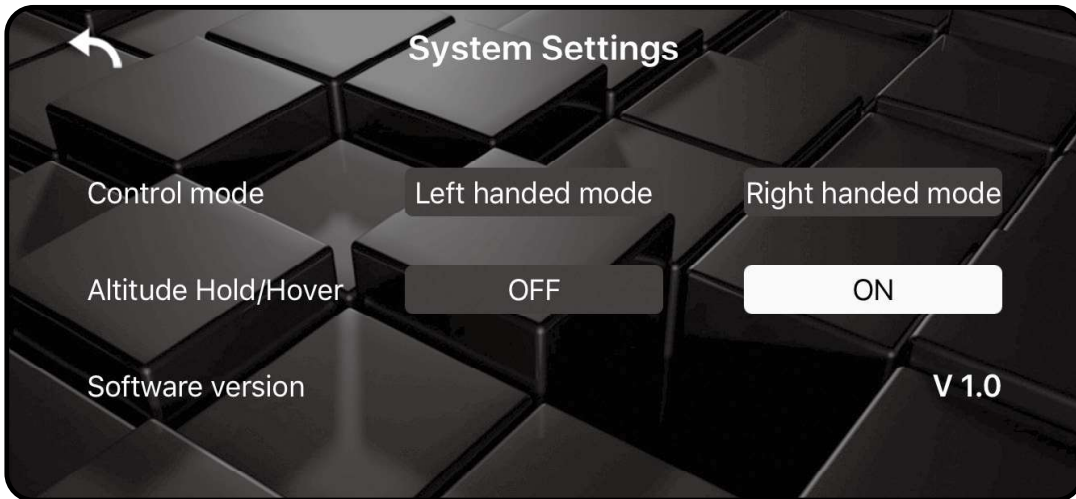 System Settings
Control mode Left handed mode Right handed mode
Altitude Hold/Hover OFF ON
Software version V 1.0